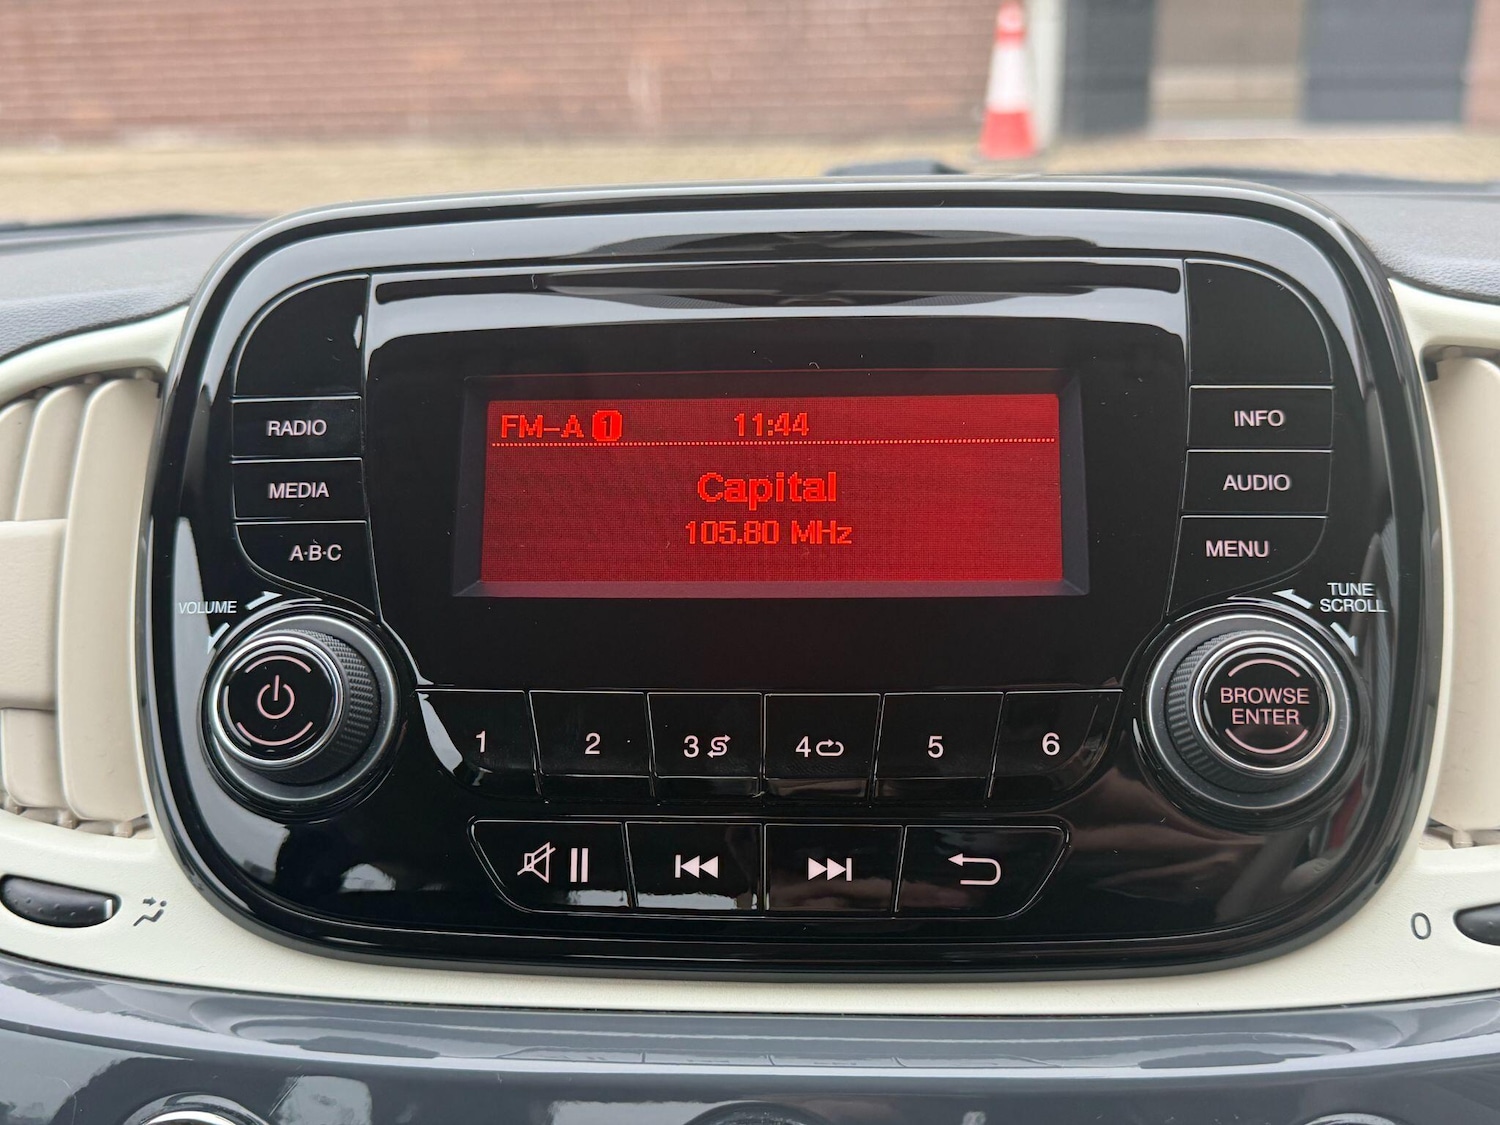 FM-A 1 11:44
Capital
105.80 MHz
RADIO
MEDIA
A·B·C
VOLUME
INFO
AUDIO
MENU
TUNE
SCROLL
BROWSE
ENTER
1 2 3 4 5 6
0